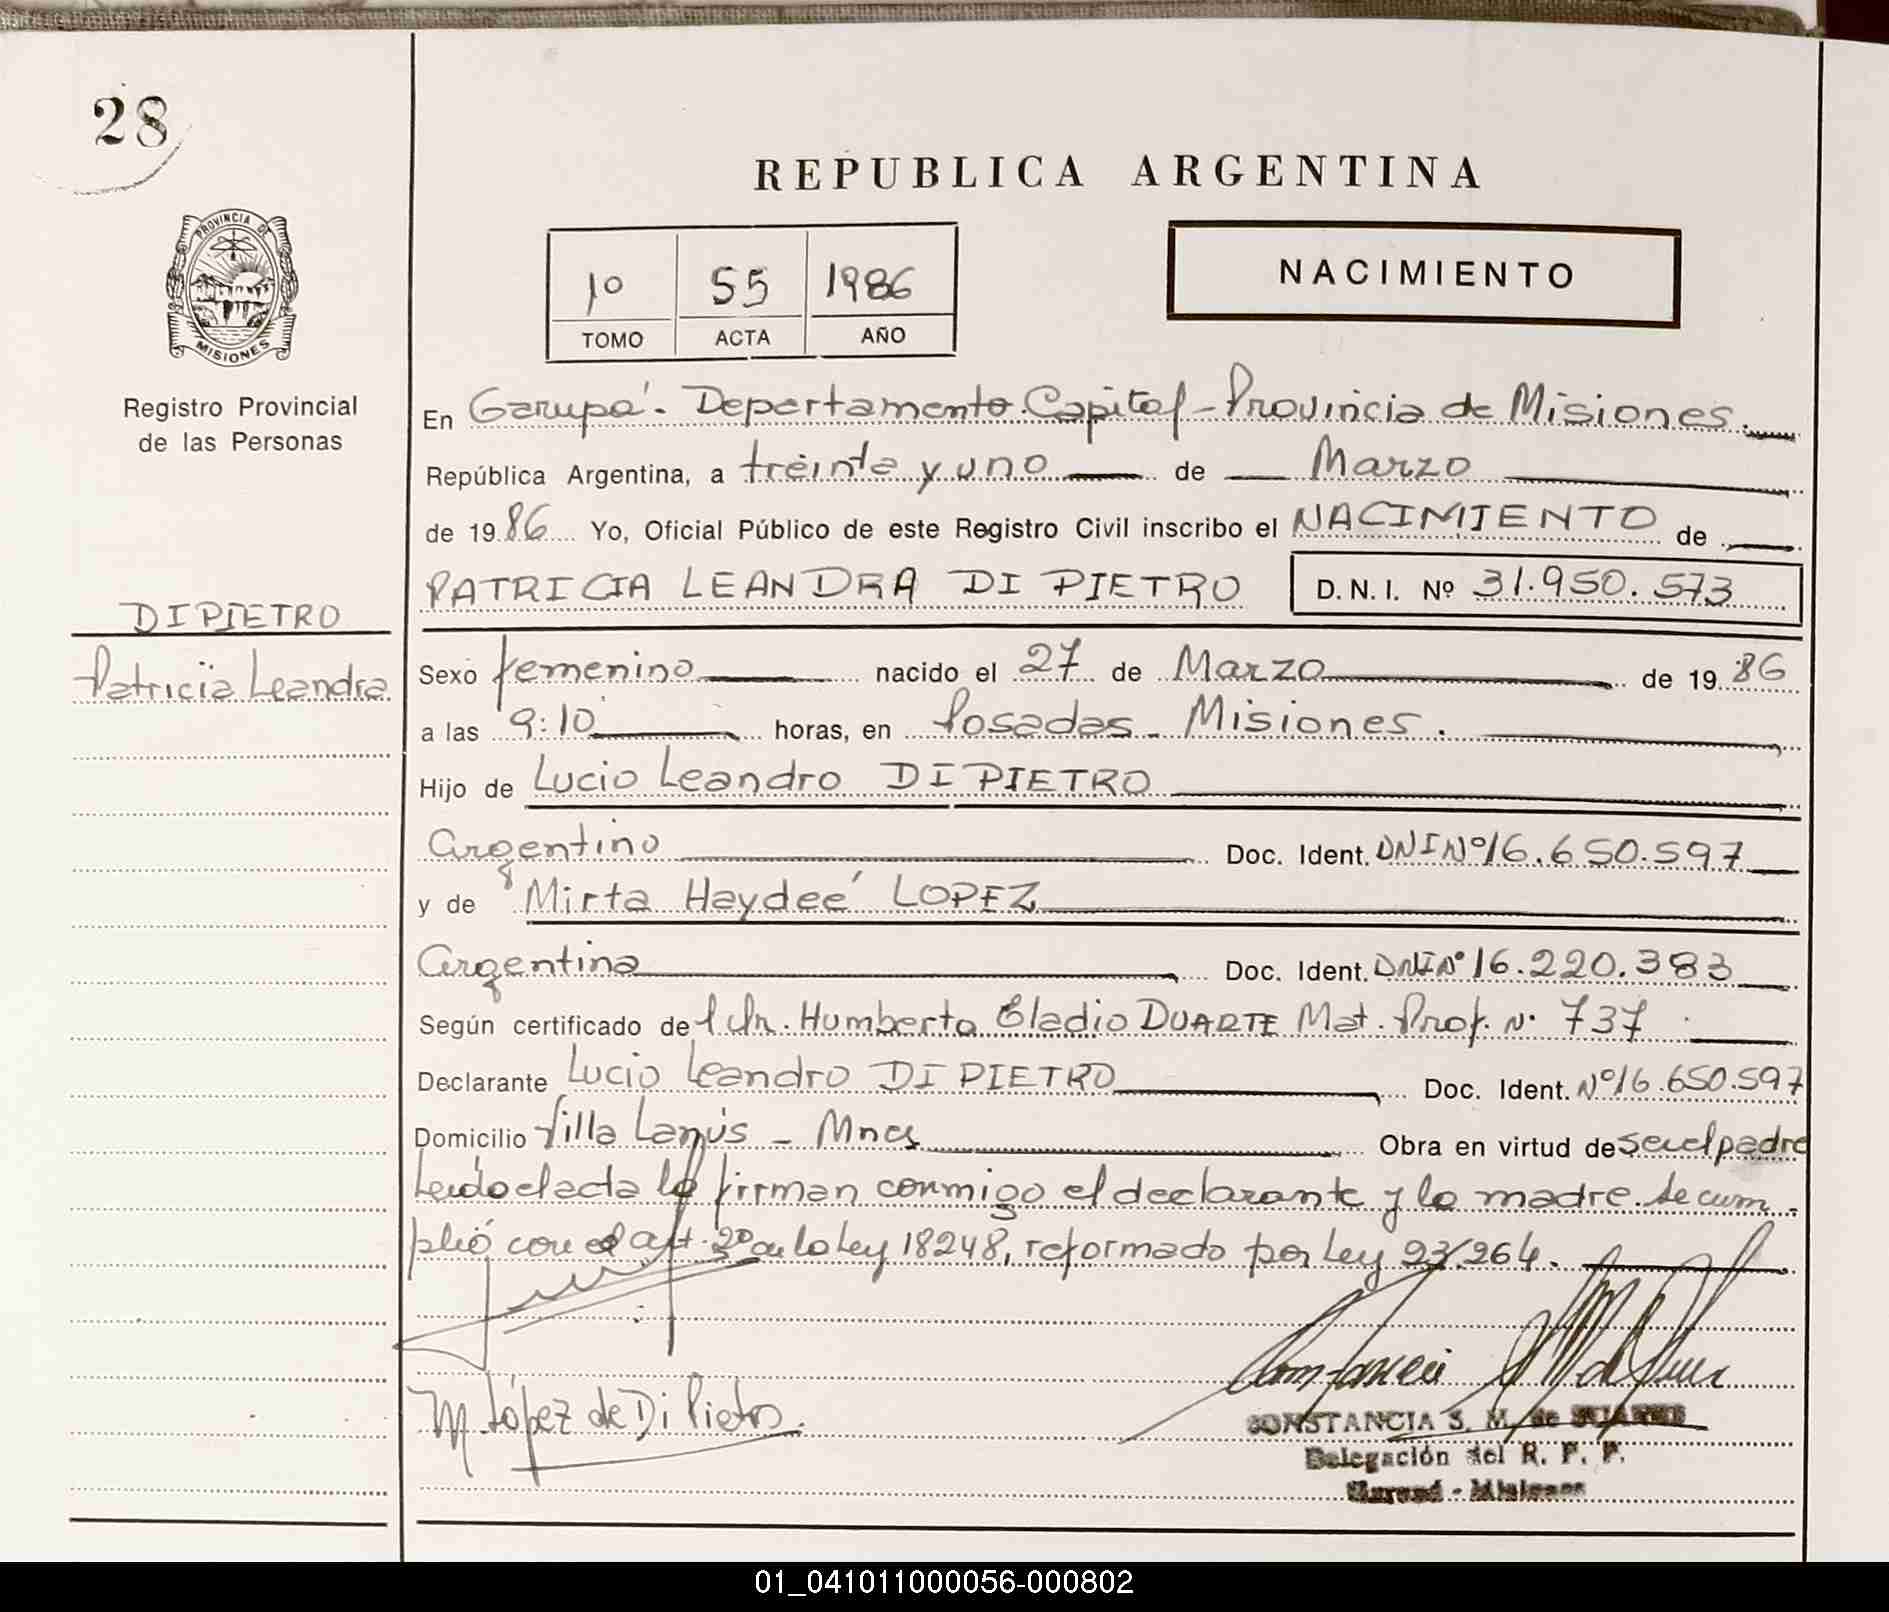 28
REPUBLICA ARGENTINA
PROVINCIA DE
MISIONES
Registro Provincial
de las Personas
1º 55 1986
TOMO ACTA AÑO
NACIMIENTO
En Garupá. Departamento Capital - Provincia de Misiones.
República Argentina, a treinta y uno de Marzo
de 1986 Yo, Oficial Público de este Registro Civil inscribo el NACIMIENTO de
PATRICIA LEANDRA DI PIETRO D.N.I. Nº 31.950.573
DI PIETRO
Patricia Leandra
Sexo femenino nacido el 27 de Marzo de 1986
a las 9:10 horas, en Posadas - Misiones.
Hijo de Lucio Leandro DI PIETRO
Argentino Doc. Ident. DNI Nº 16.650.597
y de Mirta Haydeé LOPEZ
Argentina Doc. Ident. DNI Nº 16.220.383
Según certificado de Humberto Eladio DUARTE Mat. Prof. Nº 737
Declarante Lucio Leandro DI PIETRO Doc. Ident. Nº 16.650.597
Domicilio Villa Lanús - Mnes Obra en virtud de ser el padre
Leído el acta la firman conmigo el declarante y la madre. Se cum-
plió con el art. 2º de la Ley 18248, reformado por Ley 23.264.
M. López de Di Pietro.
CONSTANCIA S. M. de SUAREZ
Delegación del R. P. P.
Garupá - Misiones
01_041011000056-000802